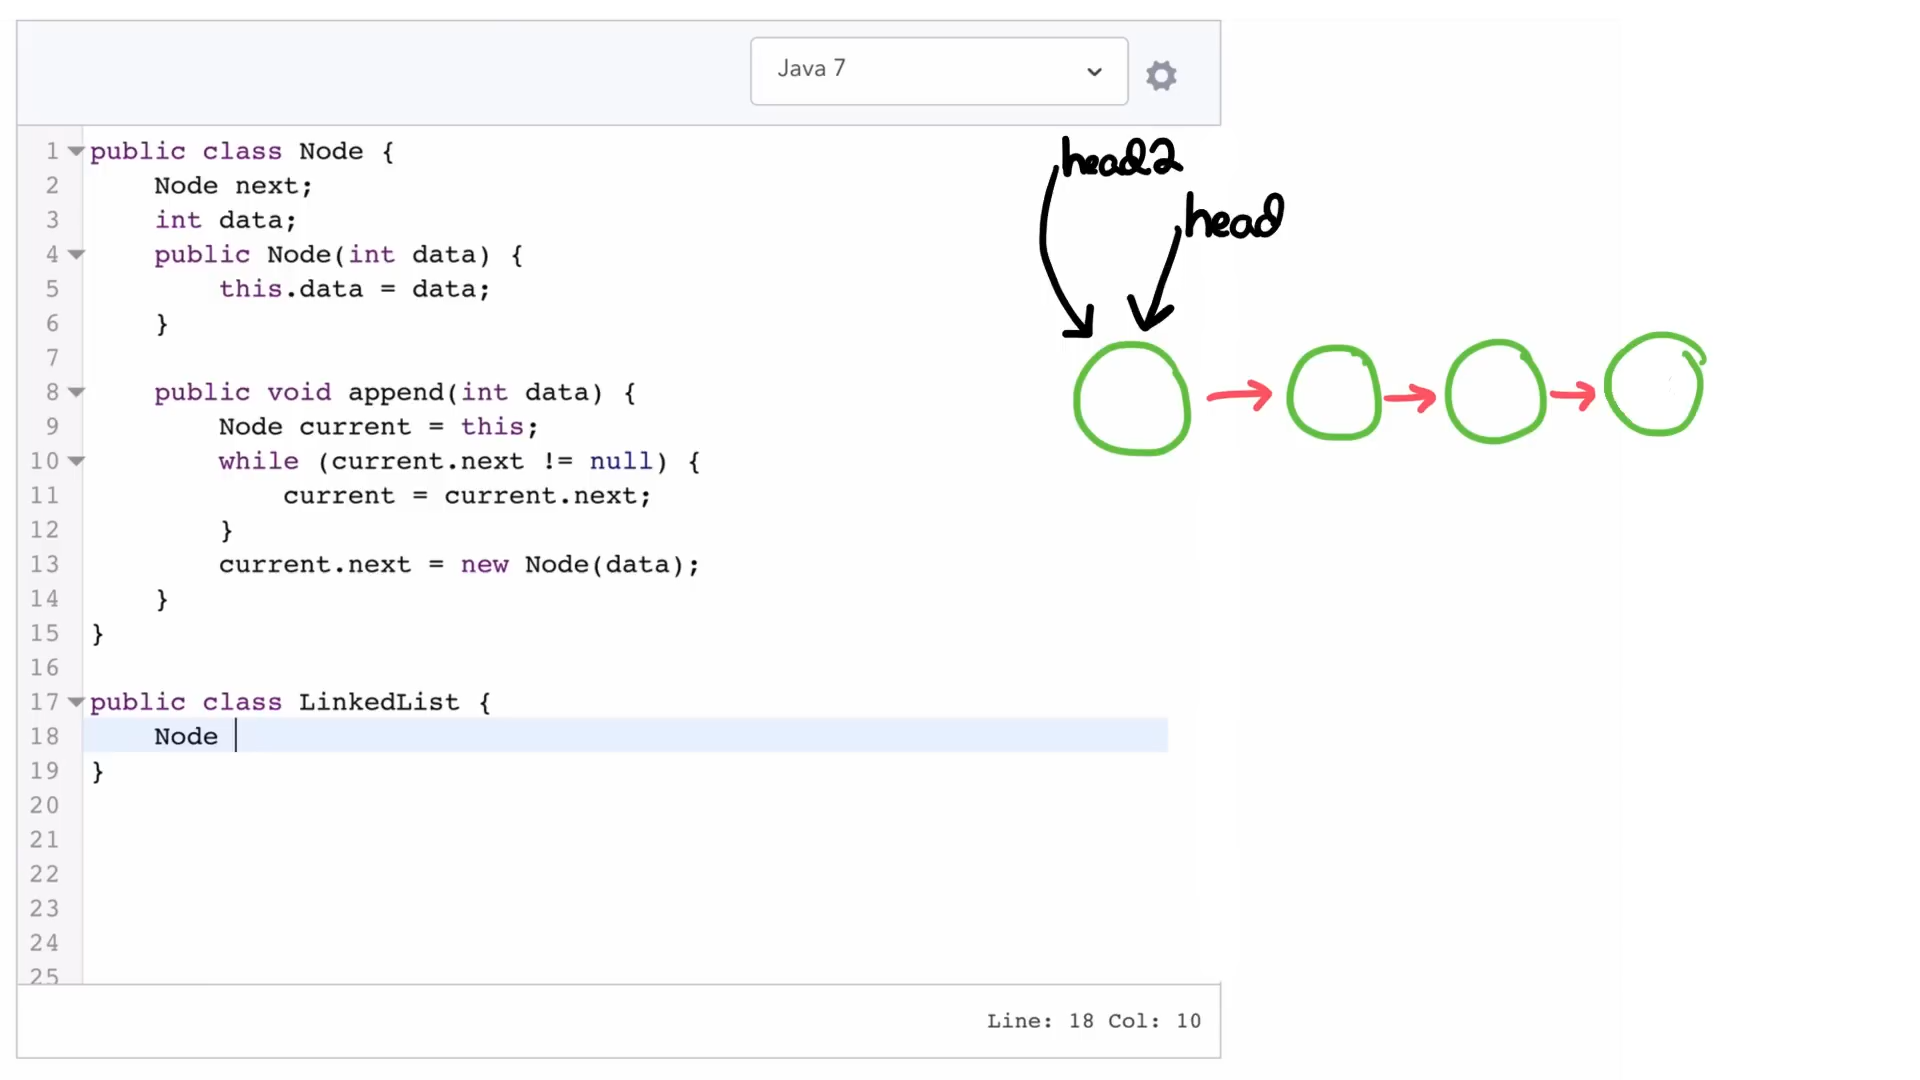 Java 7
1 public class Node {
2 Node next;
3 int data;
4 public Node(int data) {
5 this.data = data;
6 }
7
8 public void append(int data) {
9 Node current = this;
10 while (current.next != null) {
11 current = current.next;
12 }
13 current.next = new Node(data);
14 }
15 }
16
17 public class LinkedList {
18 Node
19 }
20
21
22
23
24
25
Line: 18 Col: 10
head2
head